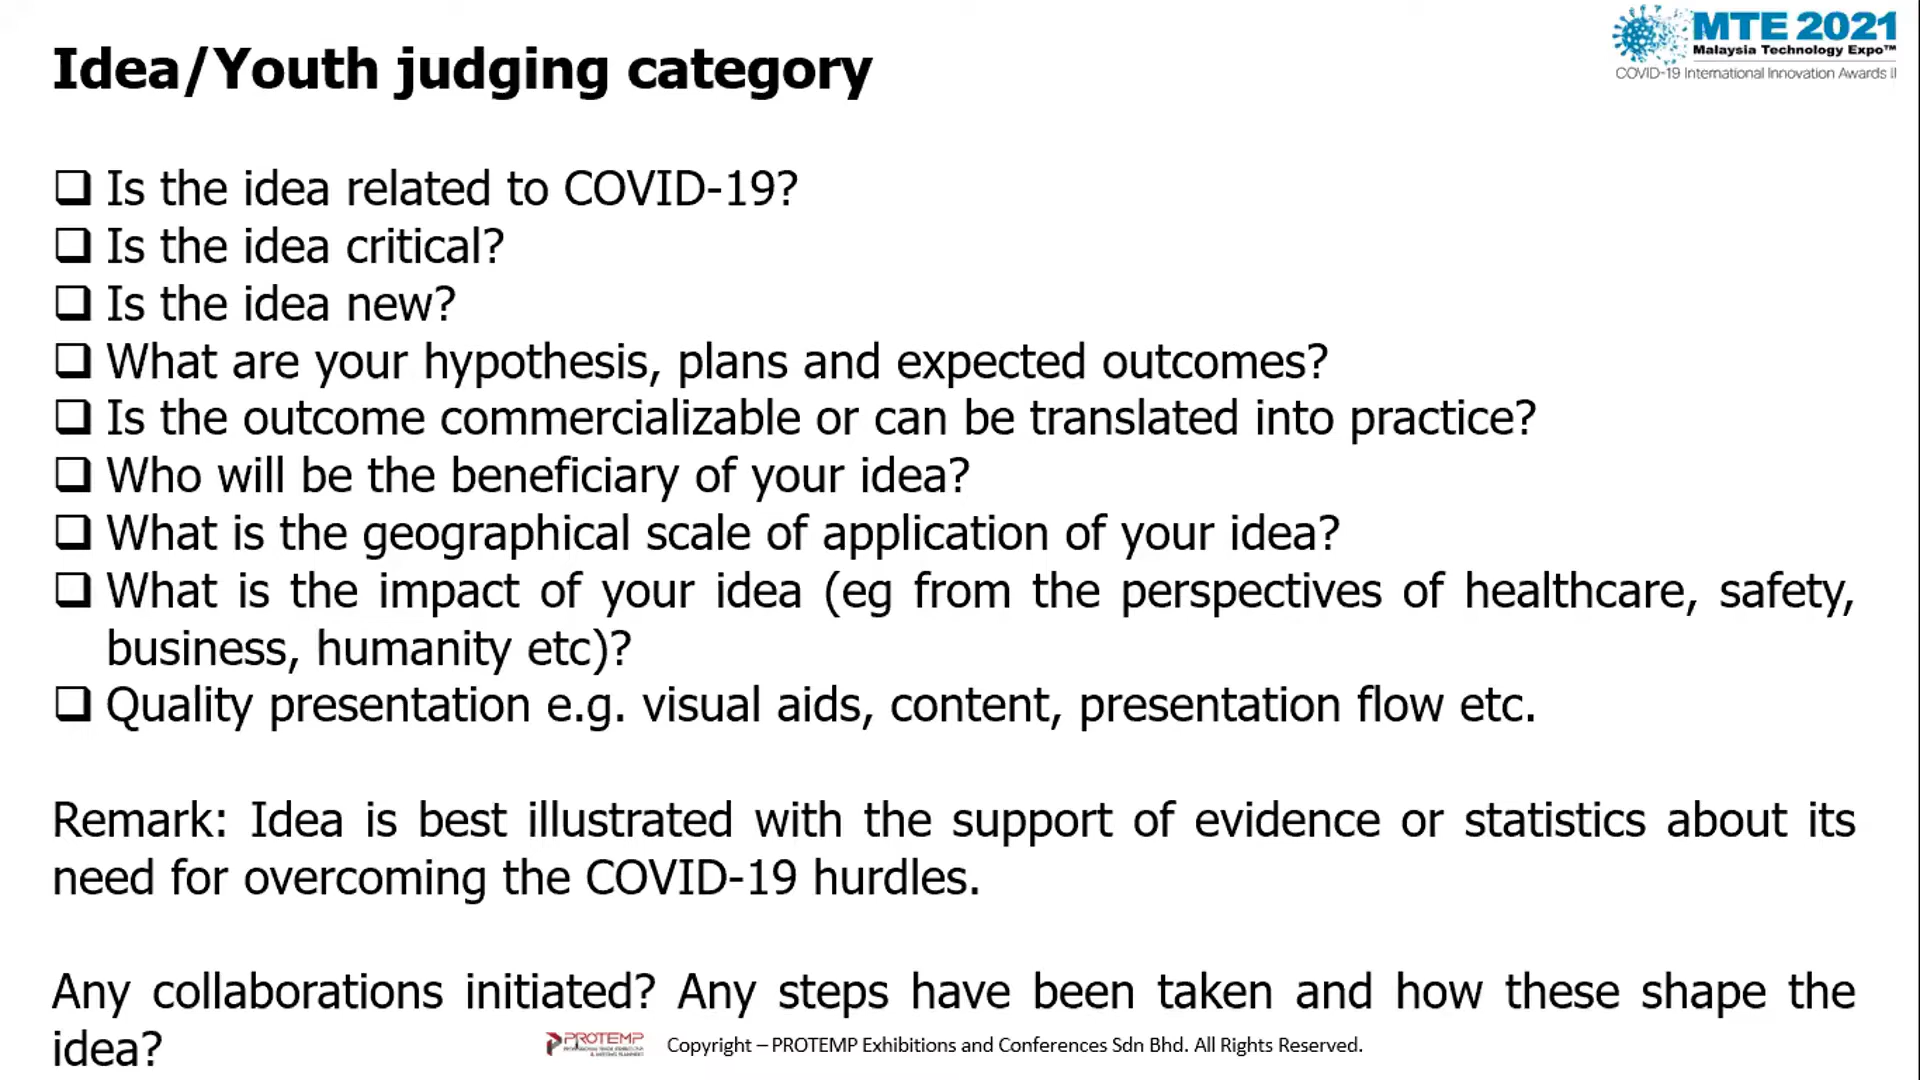 MTE 2021
Malaysia Technology Expo™
COVID-19 International Innovation Awards II
Idea/Youth judging category
❑ Is the idea related to COVID-19?
❑ Is the idea critical?
❑ Is the idea new?
❑ What are your hypothesis, plans and expected outcomes?
❑ Is the outcome commercializable or can be translated into practice?
❑ Who will be the beneficiary of your idea?
❑ What is the geographical scale of application of your idea?
❑ What is the impact of your idea (eg from the perspectives of healthcare, safety,
business, humanity etc)?
❑ Quality presentation e.g. visual aids, content, presentation flow etc.
Remark: Idea is best illustrated with the support of evidence or statistics about its
need for overcoming the COVID-19 hurdles.
Any collaborations initiated? Any steps have been taken and how these shape the
idea?
PROTEMP
Copyright – PROTEMP Exhibitions and Conferences Sdn Bhd. All Rights Reserved.